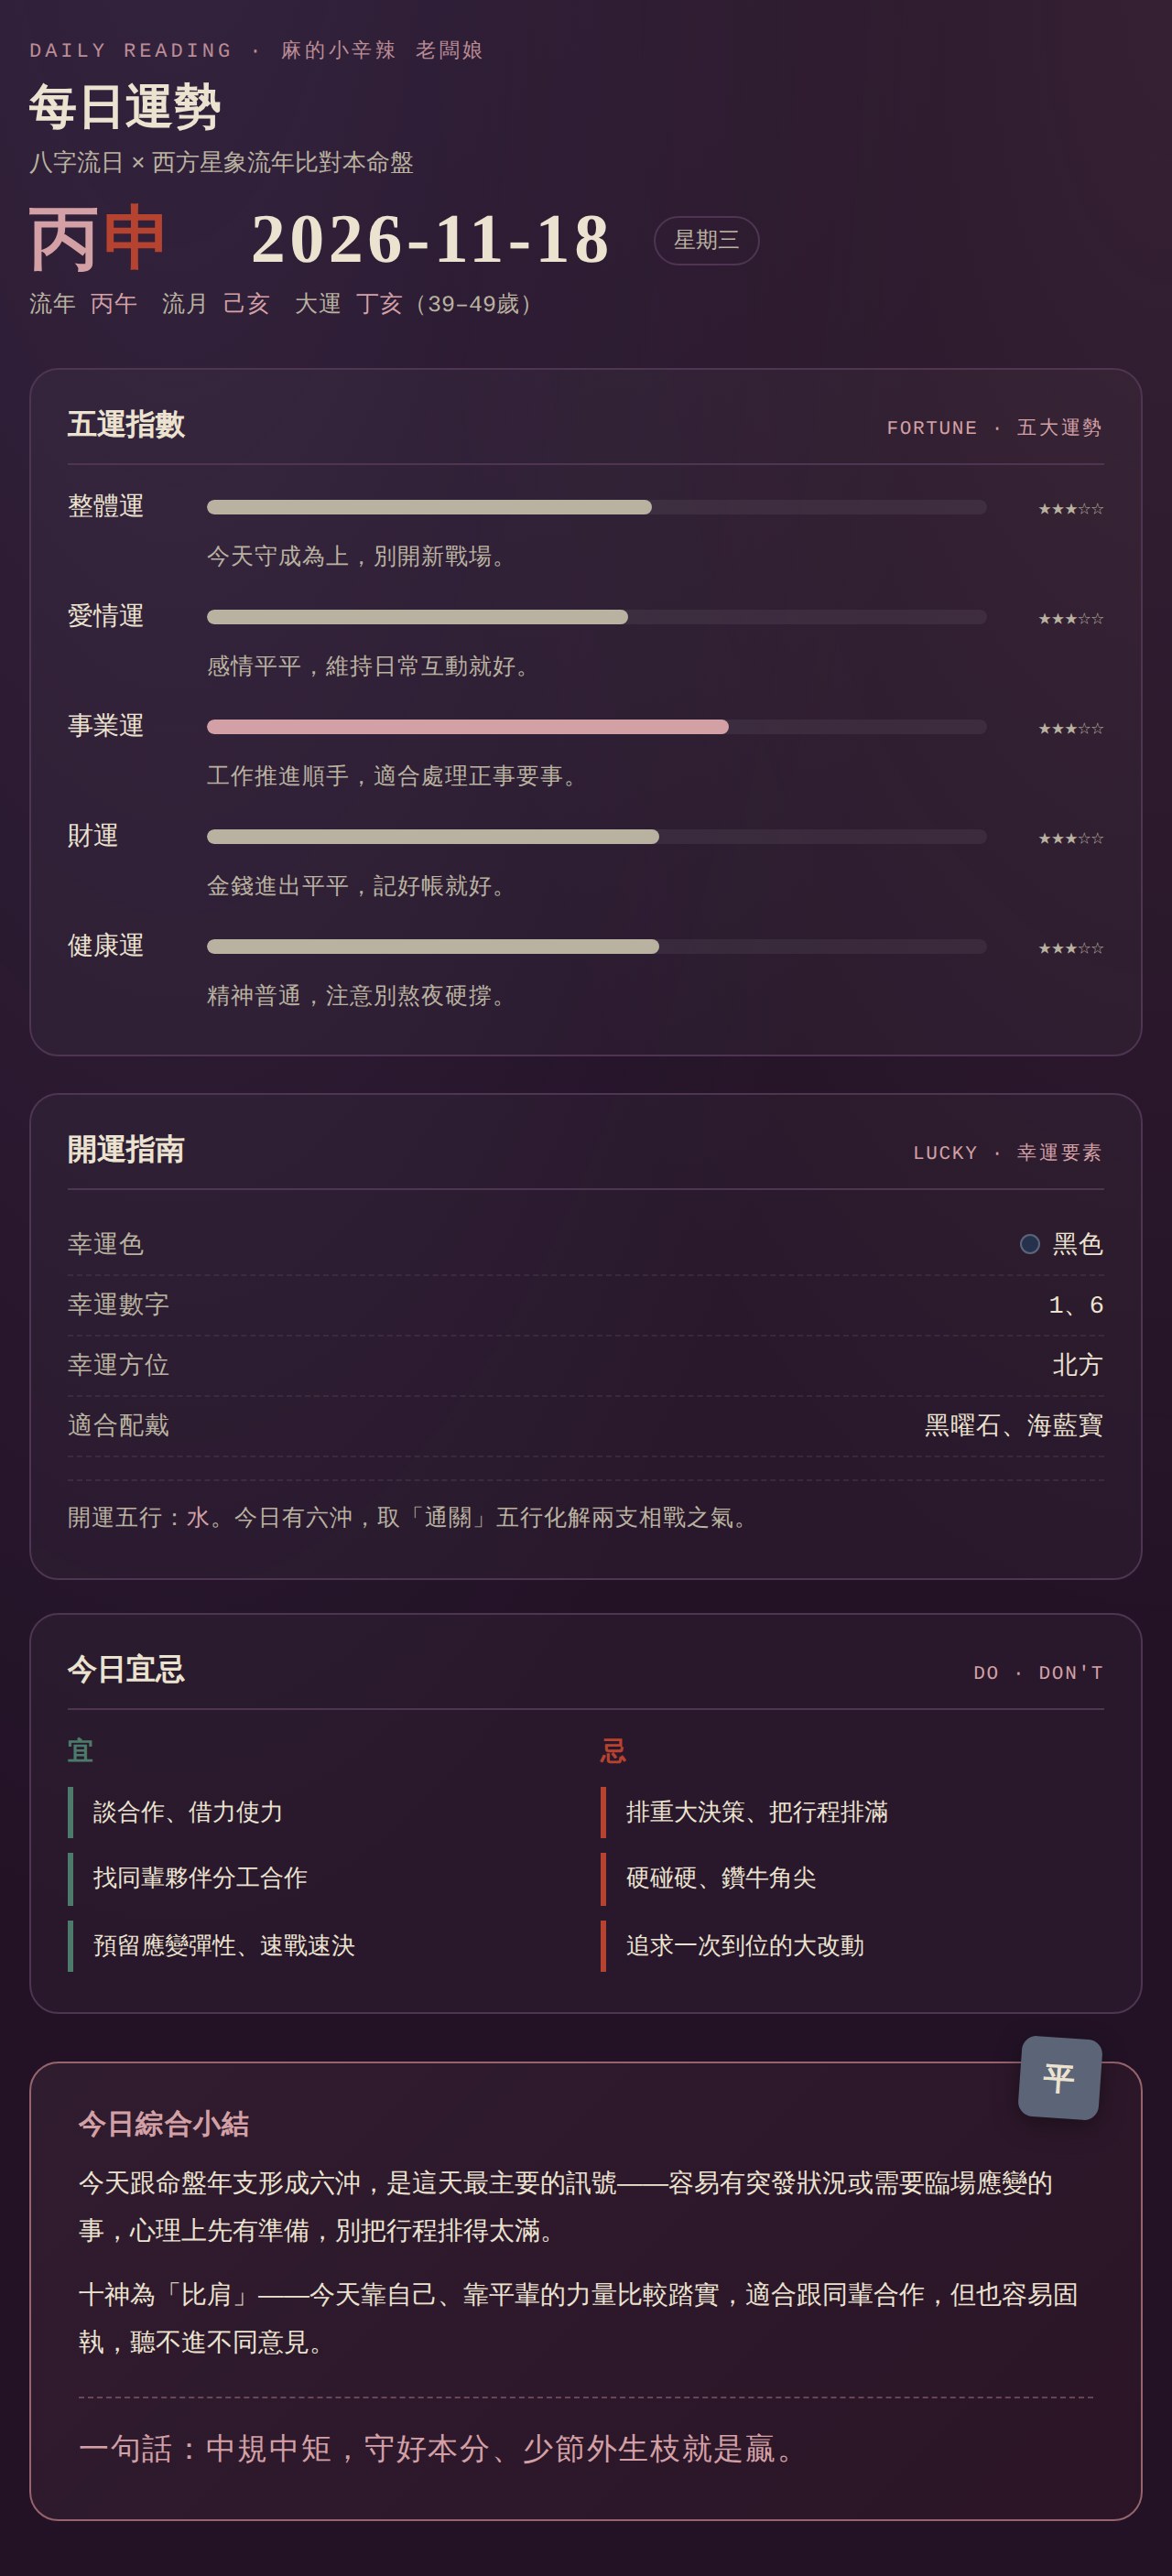 DAILY READING · 麻的小辛辣 老闆娘
每日運勢
八字流日 × 西方星象流年比對本命盤
丙申 2026-11-18 星期三
流年 丙午 流月 己亥 大運 丁亥（39–49歲）
五運指數 FORTUNE · 五大運勢
整體運 ★★★☆☆
今天守成為上，別開新戰場。
愛情運 ★★★☆☆
感情平平，維持日常互動就好。
事業運 ★★★☆☆
工作推進順手，適合處理正事要事。
財運 ★★★☆☆
金錢進出平平，記好帳就好。
健康運 ★★★☆☆
精神普通，注意別熬夜硬撐。
開運指南 LUCKY · 幸運要素
幸運色 黑色
幸運數字 1、6
幸運方位 北方
適合配戴 黑曜石、海藍寶
開運五行：水。今日有六沖，取「通關」五行化解兩支相戰之氣。
今日宜忌 DO · DON'T
宜 忌
談合作、借力使力 排重大決策、把行程排滿
找同輩夥伴分工合作 硬碰硬、鑽牛角尖
預留應變彈性、速戰速決 追求一次到位的大改動
平
今日綜合小結
今天跟命盤年支形成六沖，是這天最主要的訊號——容易有突發狀況或需要臨場應變的
事，心理上先有準備，別把行程排得太滿。
十神為「比肩」——今天靠自己、靠平輩的力量比較踏實，適合跟同輩合作，但也容易固
執，聽不進不同意見。
一句話：中規中矩，守好本分、少節外生枝就是贏。